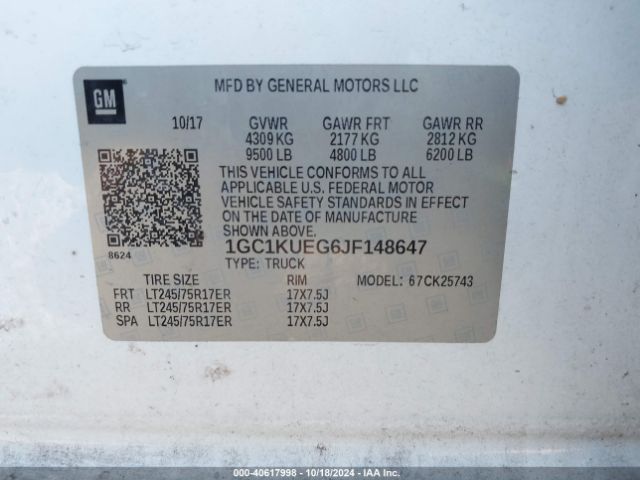 GM
MFD BY GENERAL MOTORS LLC
10/17 GVWR GAWR FRT GAWR RR
4309 KG 2177 KG 2812 KG
9500 LB 4800 LB 6200 LB
THIS VEHICLE CONFORMS TO ALL
APPLICABLE U.S. FEDERAL MOTOR
VEHICLE SAFETY STANDARDS IN EFFECT
ON THE DATE OF MANUFACTURE
SHOWN ABOVE.
8624
1GC1KUEG6JF148647
TYPE: TRUCK
TIRE SIZE RIM MODEL: 67CK25743
FRT LT245/75R17ER 17X7.5J
RR LT245/75R17ER 17X7.5J
SPA LT245/75R17ER 17X7.5J
000-40617998 - 10/18/2024 - IAA Inc.